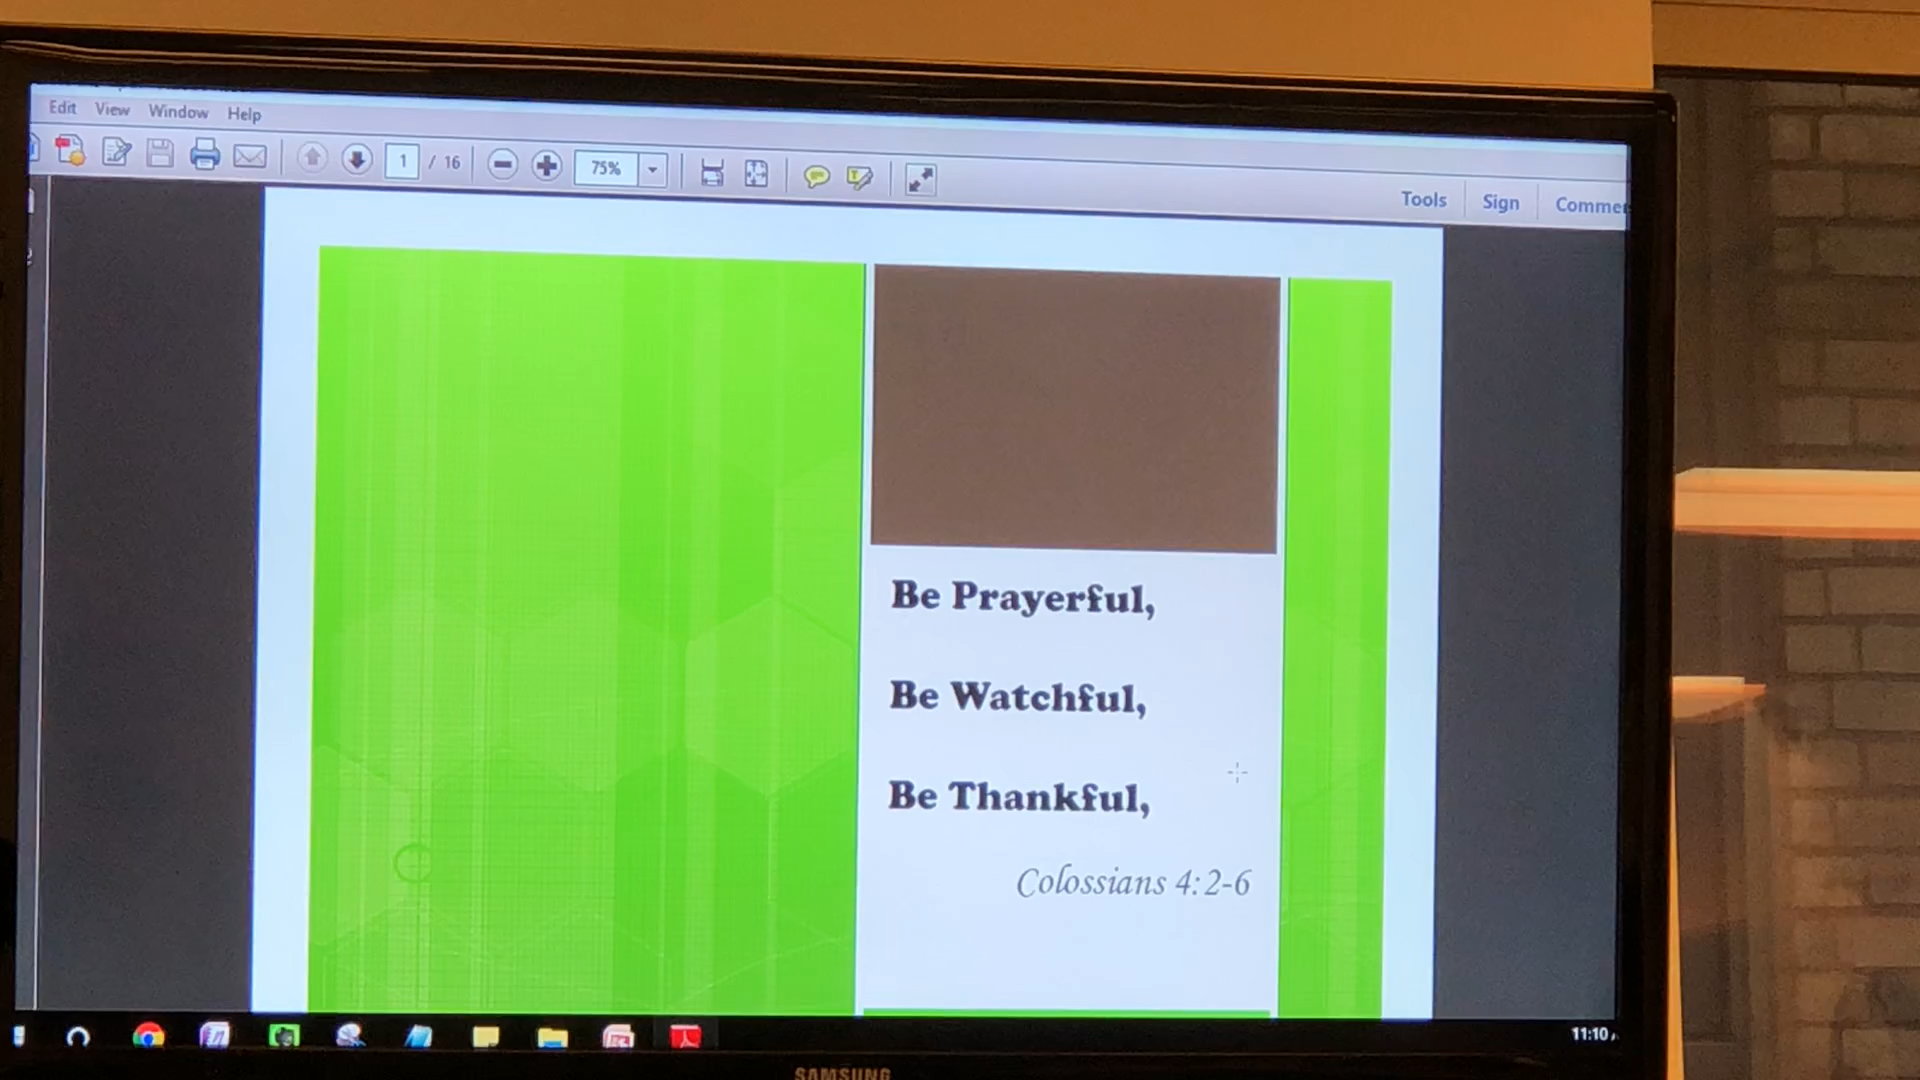 Edit View Window Help
1 / 16 75%
Tools Sign
Be Prayerful,
Be Watchful,
Be Thankful,
Colossians 4:2-6
11:10
SAMSUNG